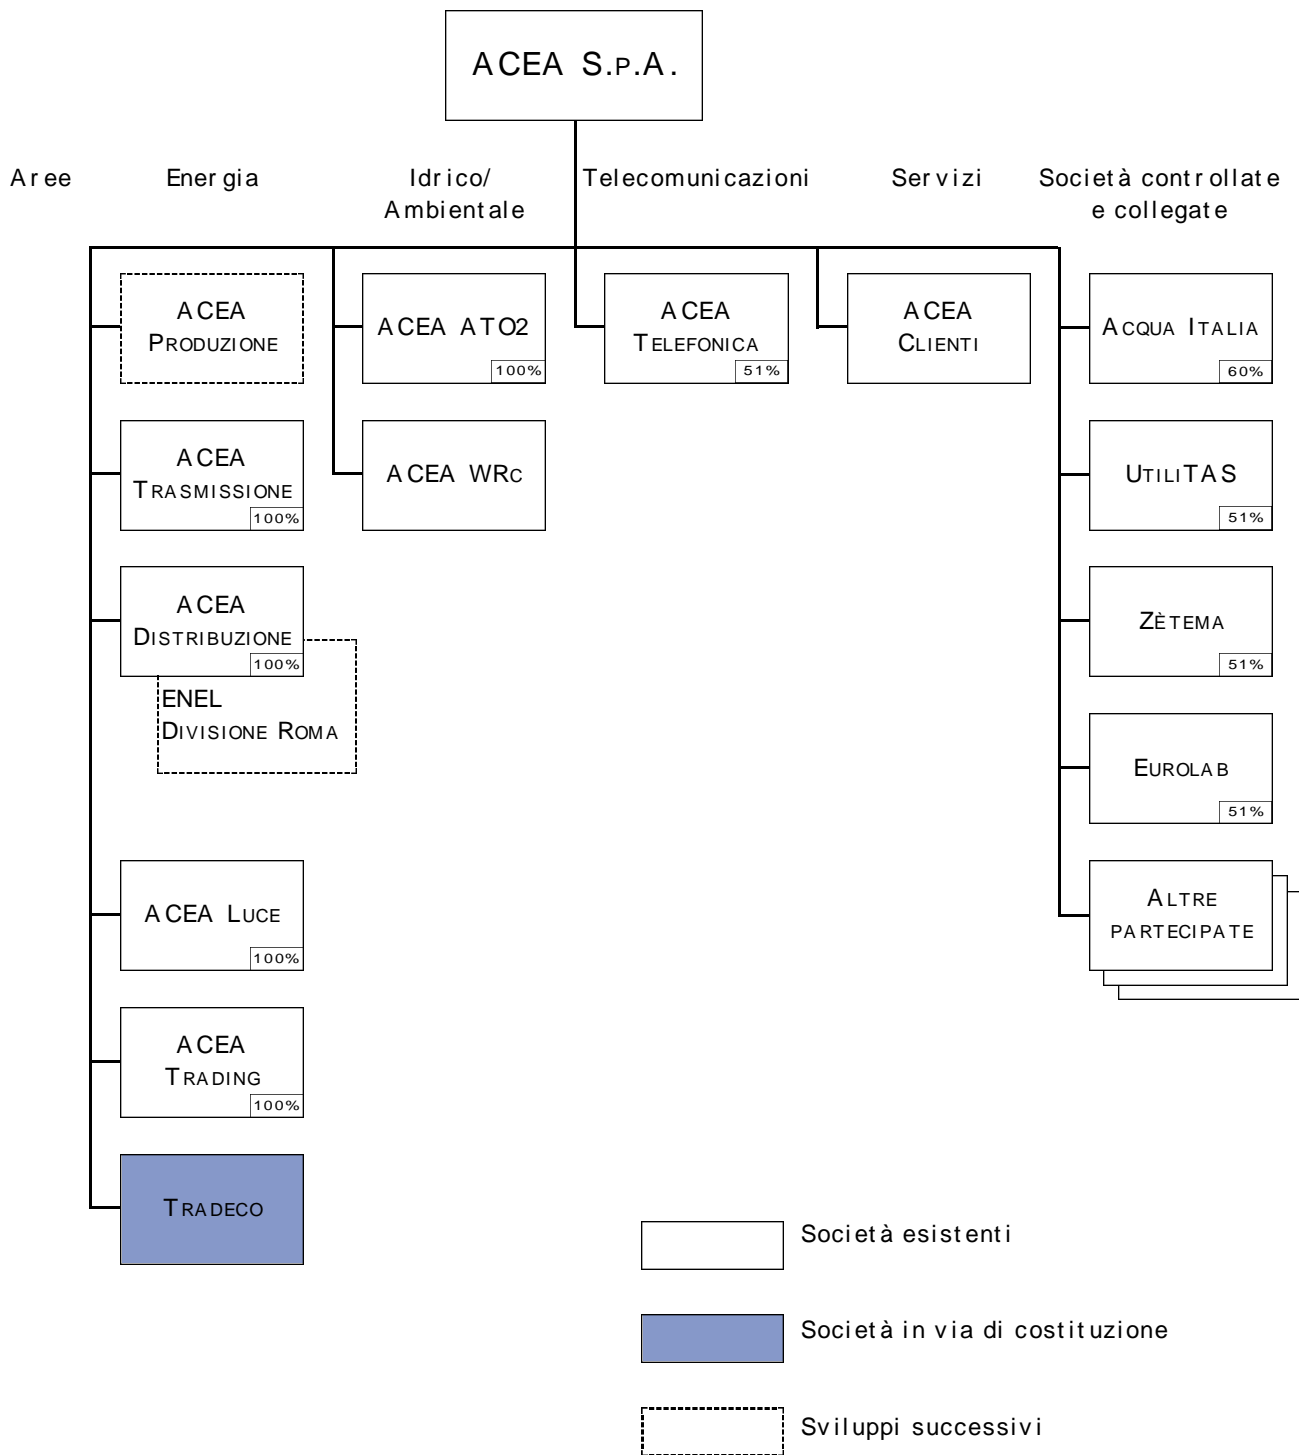 ACEA S.P.A.
Aree
Energia
Idrico/
Ambientale
Telecomunicazioni
Servizi
Società controllate
e collegate
ACEA
PRODUZIONE
ACEA ATO2
100%
ACEA
TELEFONICA
51%
ACEA
CLIENTI
ACQUA ITALIA
60%
ACEA
TRASMISSIONE
100%
ACEA WRC
UTILITAS
51%
ACEA
DISTRIBUZIONE
100%
ENEL
DIVISIONE ROMA
ZÈTEMA
51%
EUROLAB
51%
ACEA LUCE
100%
ALTRE
PARTECIPATE
ACEA
TRADING
100%
TRADECO
Società esistenti
Società in via di costituzione
Sviluppi successivi